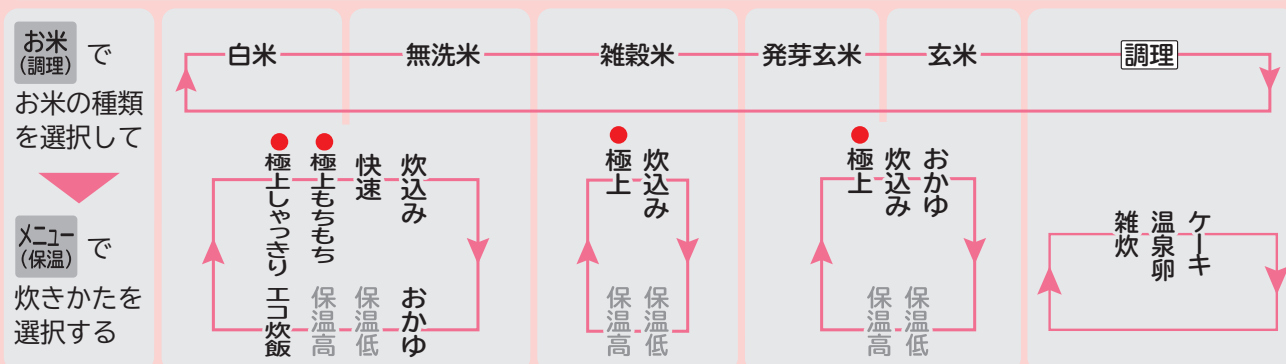 お米
(調理)
で
お米の種類
を選択して
メニュー
(保温)
で
炊きかたを
選択する
白米
無洗米
雑穀米
発芽玄米
玄米
調理
極上しゃっきり
極上もちもち
快速
炊込み
エコ炊飯
保温高
保温低
おかゆ
極上
炊込み
保温高
保温低
極上
炊込み
おかゆ
保温高
保温低
雑炊
温泉卵
ケーキ